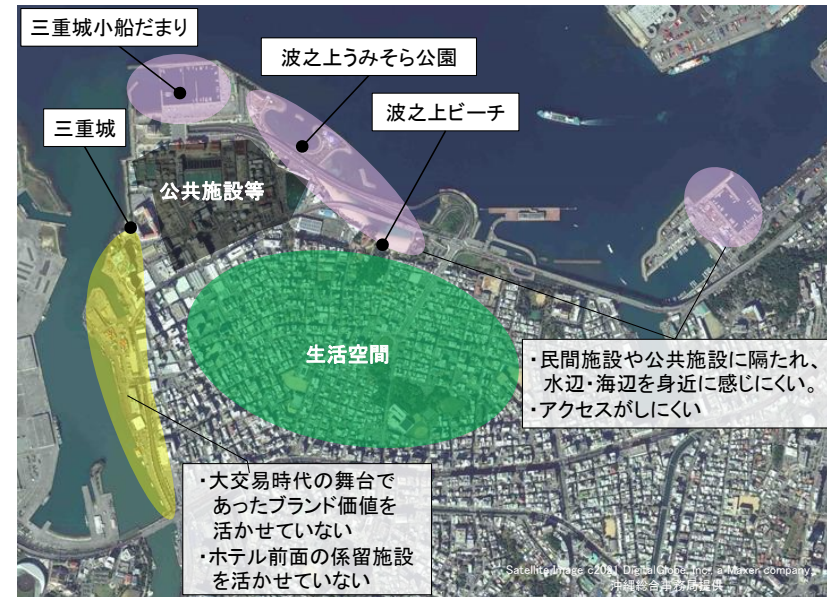 三重城小船だまり
波之上うみそら公園
波之上ビーチ
三重城
公共施設等
生活空間
・民間施設や公共施設に隔たれ、
水辺・海辺を身近に感じにくい。
・アクセスがしにくい
・大交易時代の舞台で
あったブランド価値を
活かせていない
・ホテル前面の係留施設
を活かせていない
Satellite Image c2021 DigitalGlobe, Inc., a Maxar company
沖縄総合事務局提供